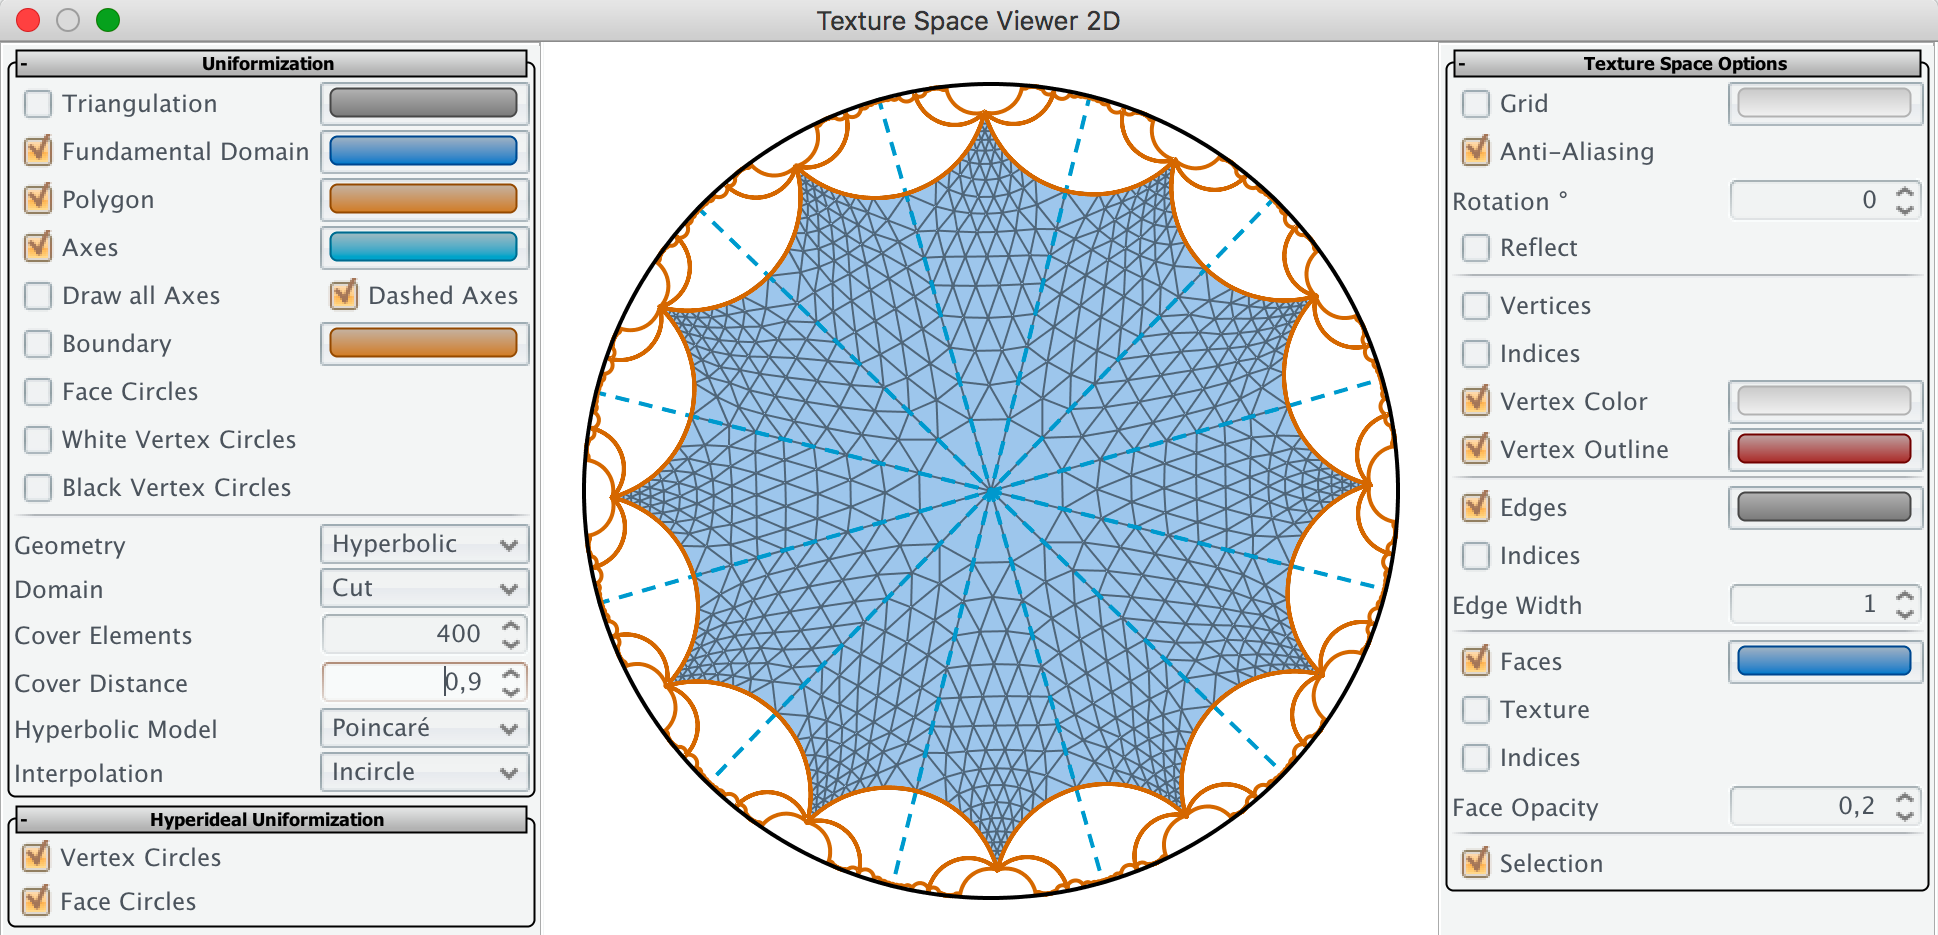 Texture Space Viewer 2D
- Uniformization
Triangulation
Fundamental Domain
Polygon
Axes
Draw all Axes Dashed Axes
Boundary
Face Circles
White Vertex Circles
Black Vertex Circles
Geometry Hyperbolic
Domain Cut
Cover Elements 400
Cover Distance 0,9
Hyperbolic Model Poincaré
Interpolation Incircle
- Hyperideal Uniformization
Vertex Circles
Face Circles
- Texture Space Options
Grid
Anti-Aliasing
Rotation ° 0
Reflect
Vertices
Indices
Vertex Color
Vertex Outline
Edges
Indices
Edge Width 1
Faces
Texture
Indices
Face Opacity 0,2
Selection